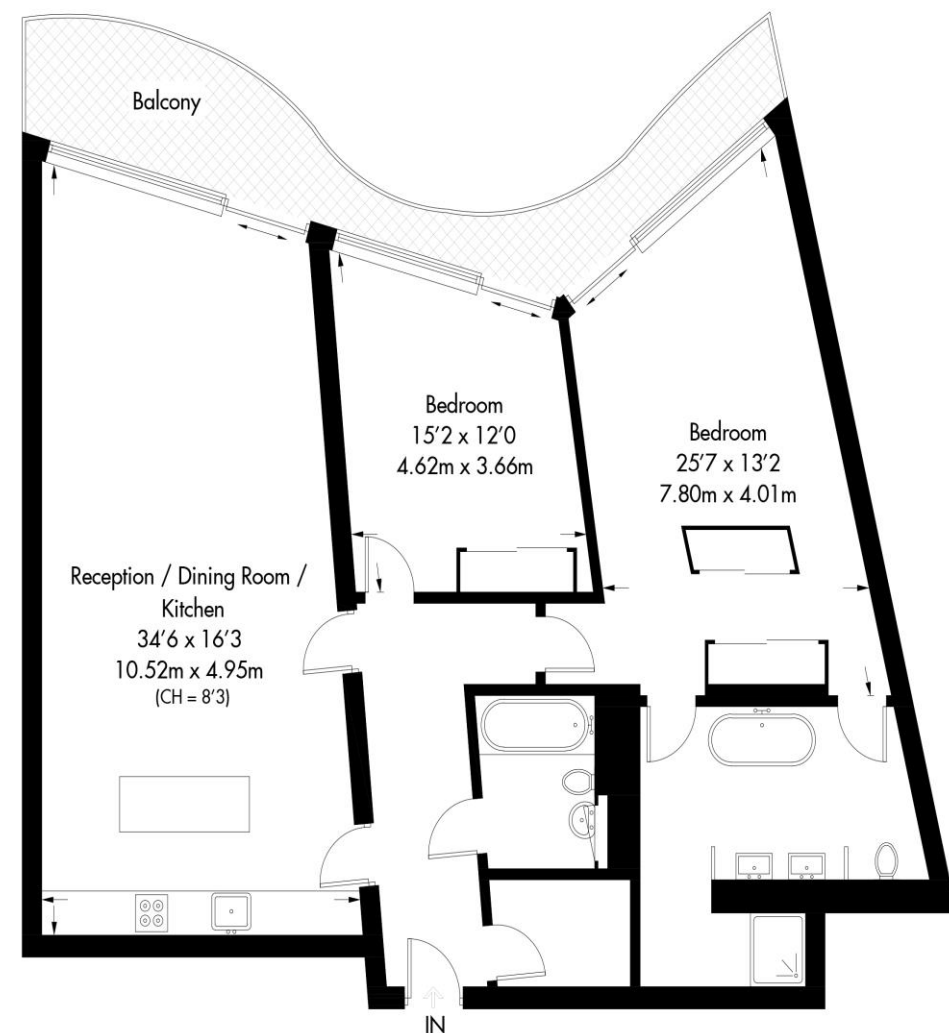 Balcony
Bedroom
15’2 x 12’0
4.62m x 3.66m
Bedroom
25’7 x 13’2
7.80m x 4.01m
Reception / Dining Room /
Kitchen
34’6 x 16’3
10.52m x 4.95m
(CH = 8’3)
IN